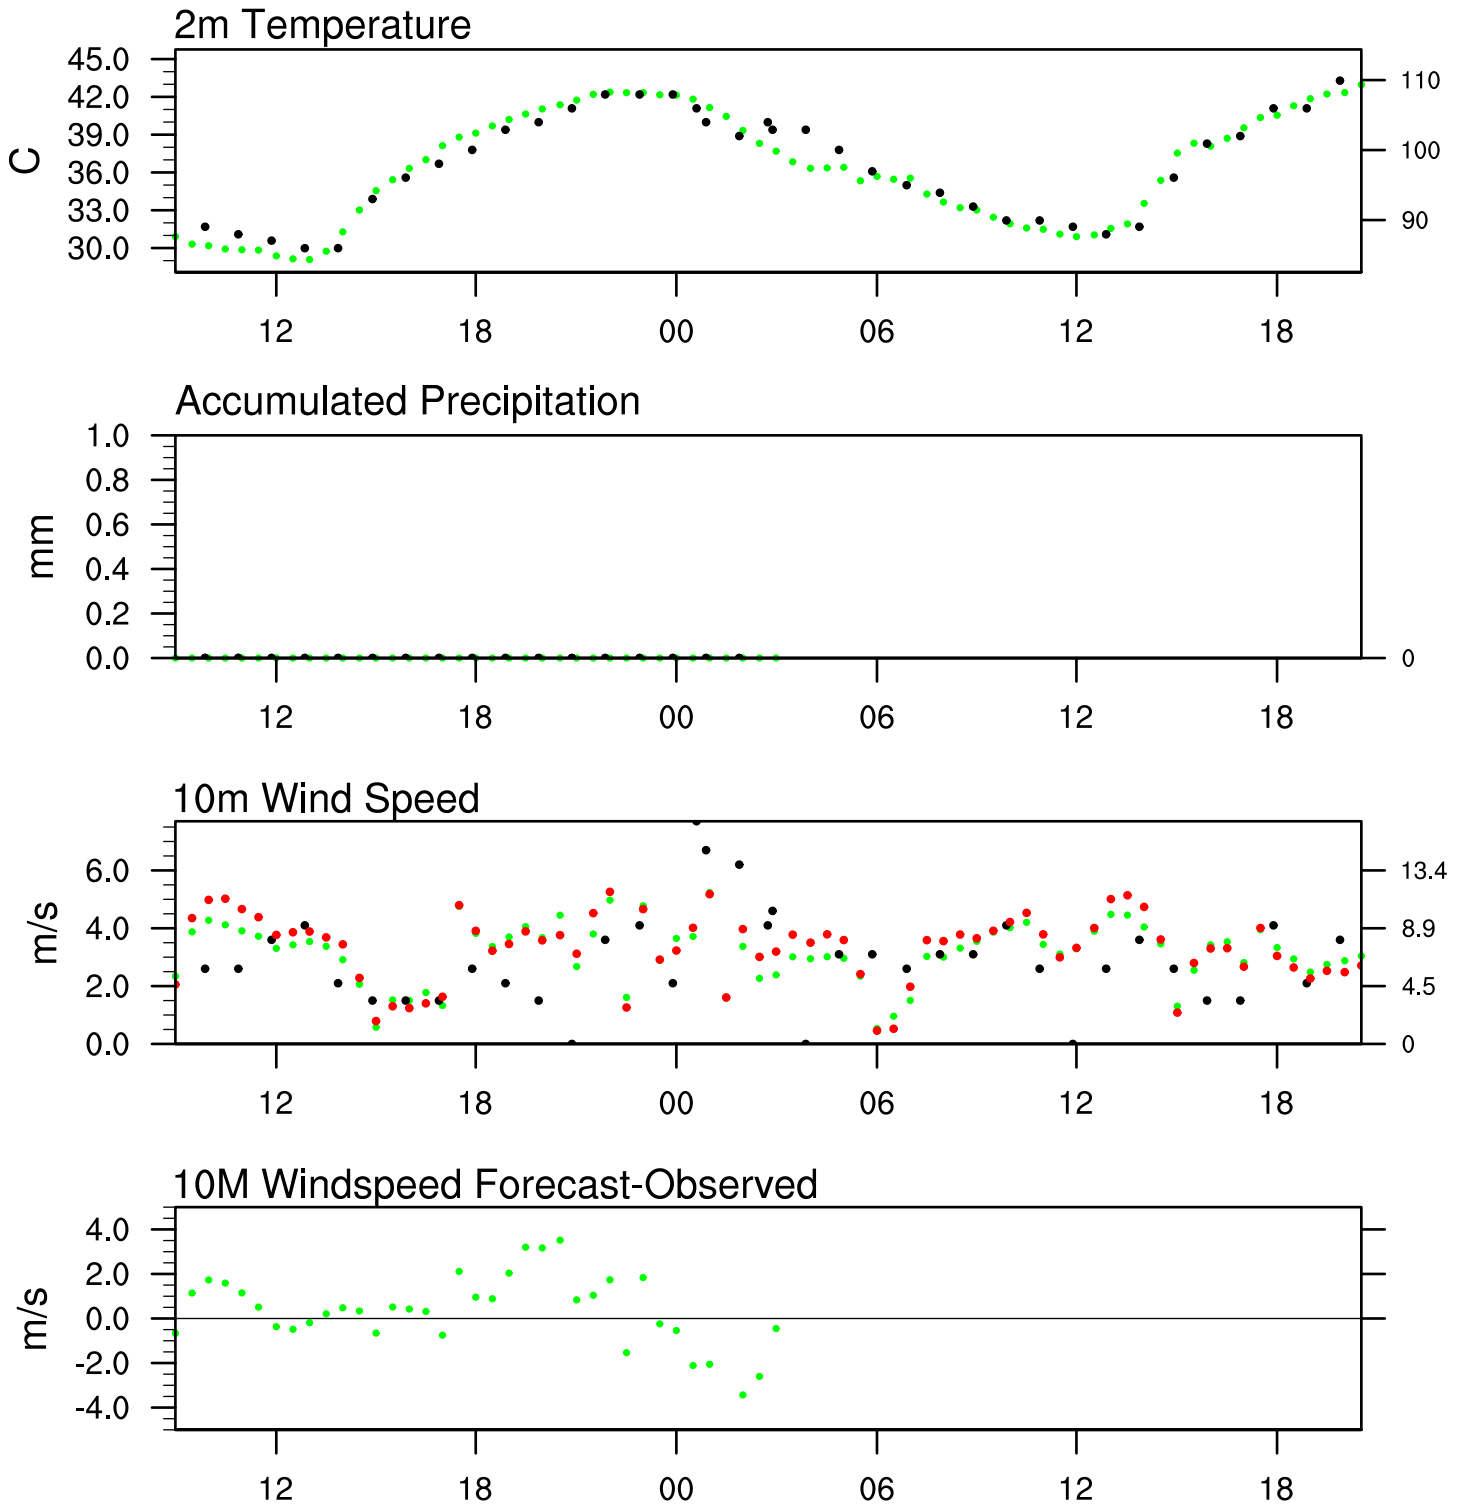 2m Temperature
45.0
42.0
39.0
36.0
33.0
30.0
C
110
100
90
12 18 00 06 12 18
Accumulated Precipitation
1.0
0.8
0.6
0.4
0.2
0.0
mm
0
12 18 00 06 12 18
10m Wind Speed
6.0
4.0
2.0
0.0
m/s
13.4
8.9
4.5
0
12 18 00 06 12 18
10M Windspeed Forecast-Observed
4.0
2.0
0.0
-2.0
-4.0
m/s
12 18 00 06 12 18